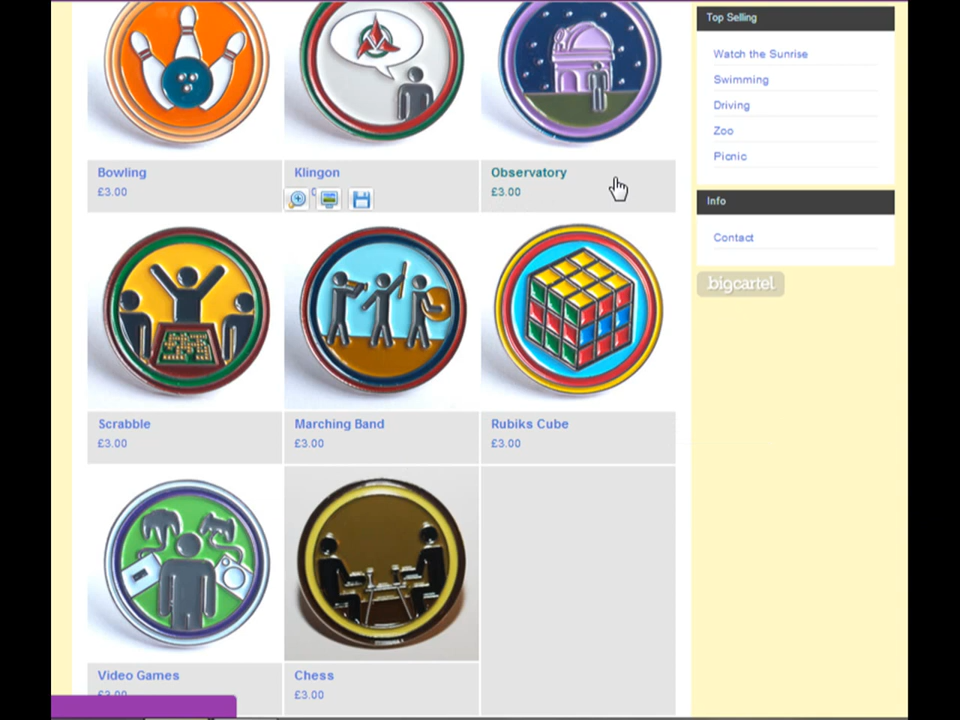 Top Selling
Watch the Sunrise
Swimming
Driving
Zoo
Picnic
Info
Contact
bigcartel
Bowling
£3.00
Klingon
Observatory
£3.00
Scrabble
£3.00
Marching Band
£3.00
Rubiks Cube
£3.00
Video Games
£3.00
Chess
£3.00